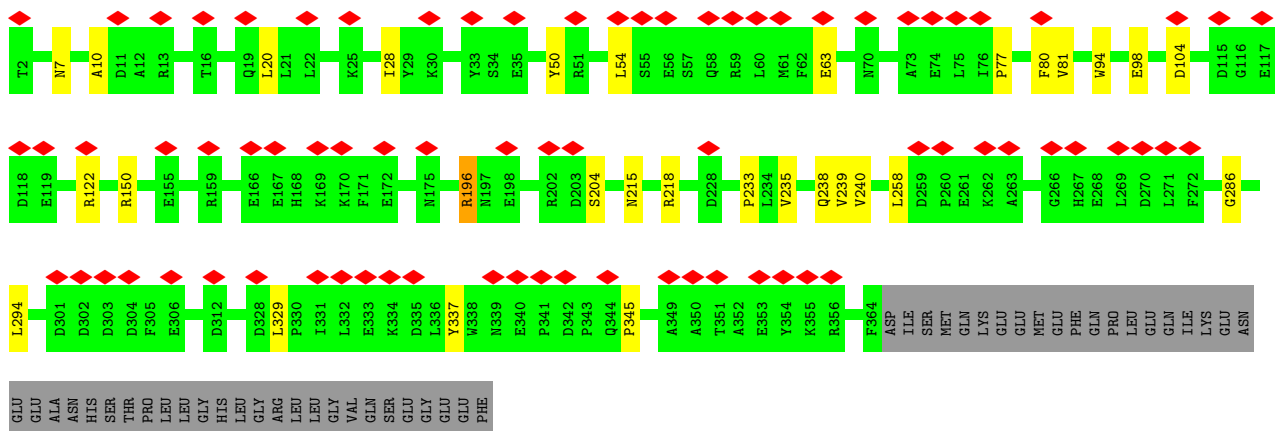 T2 N7 A10 D11 A12 R13 T16 Q19 L20 L21 L22 K25 I28 Y29 K30 Y33 S34 E35 Y50 R51 L54 S55 E56 S57 Q58 R59 L60 M61 F62 E63 N70 A73 E74 L75 I76 P77 F80 V81 W94 E98 D104 D115 G116 E117
D118 E119 R122 R150 E155 R159 E166 E167 H168 K169 K170 F171 E172 N175 R196 N197 E198 R202 D203 S204 N215 R218 D228 P233 L234 V235 Q238 V239 V240 L258 D259 P260 E261 K262 A263 G266 H267 E268 L269 D270 L271 F272 G286
L294 D301 D302 D303 D304 F305 E306 D312 D328 L329 P330 I331 L332 E333 K334 D335 L336 Y337 W338 N339 E340 P341 D342 P343 Q344 P345 A349 A350 T351 A352 E353 Y354 K355 R356 F364 ASP ILE SER MET GLN LYS GLU GLU MET GLU PHE GLN PRO LEU GLU GLN ILE LYS GLU ASN
GLU GLU ALA ASN HIS SER THR PRO LEU LEU GLY HIS LEU GLY ARG LEU LEU GLY VAL GLN SER GLU GLY GLU GLU PHE